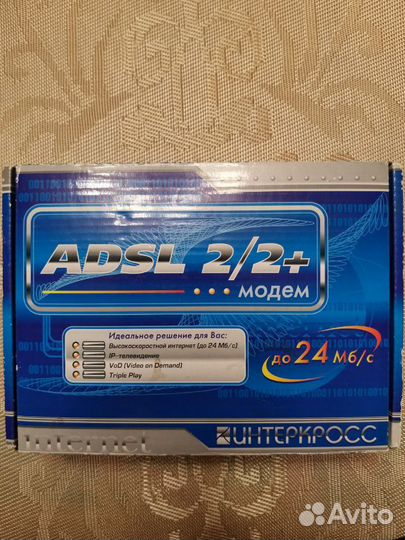 ADSL 2/2+
модем
Идеальное решение для Вас:
Высокоскоростной интернет (до 24 Мб/с)
IP-телевидение
VoD (Video on Demand)
Triple Play
до 24 Мб/с
internet
ИНТЕРКРОСС
Avito